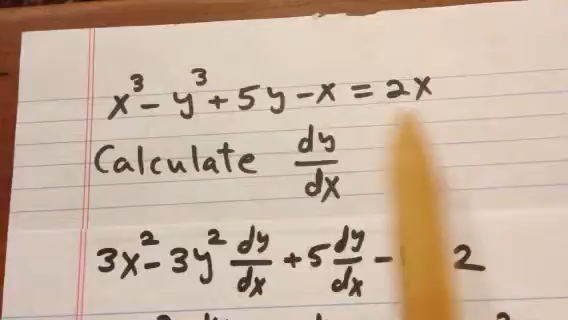 x³ - y³ + 5y - x = 2x
Calculate dy/dx
3x² - 3y² dy/dx + 5 dy/dx - 2